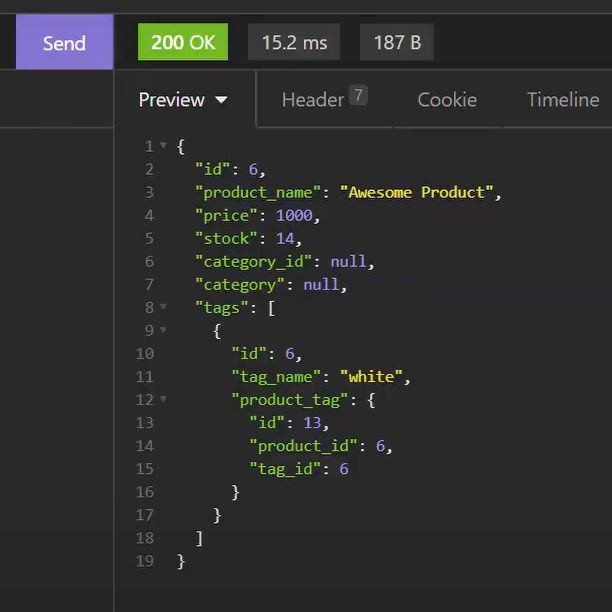 Send 200 OK 15.2 ms 187 B
Preview Header 7 Cookie Timeline
1 {
2 "id": 6,
3 "product_name": "Awesome Product",
4 "price": 1000,
5 "stock": 14,
6 "category_id": null,
7 "category": null,
8 "tags": [
9 {
10 "id": 6,
11 "tag_name": "white",
12 "product_tag": {
13 "id": 13,
14 "product_id": 6,
15 "tag_id": 6
16 }
17 }
18 ]
19 }